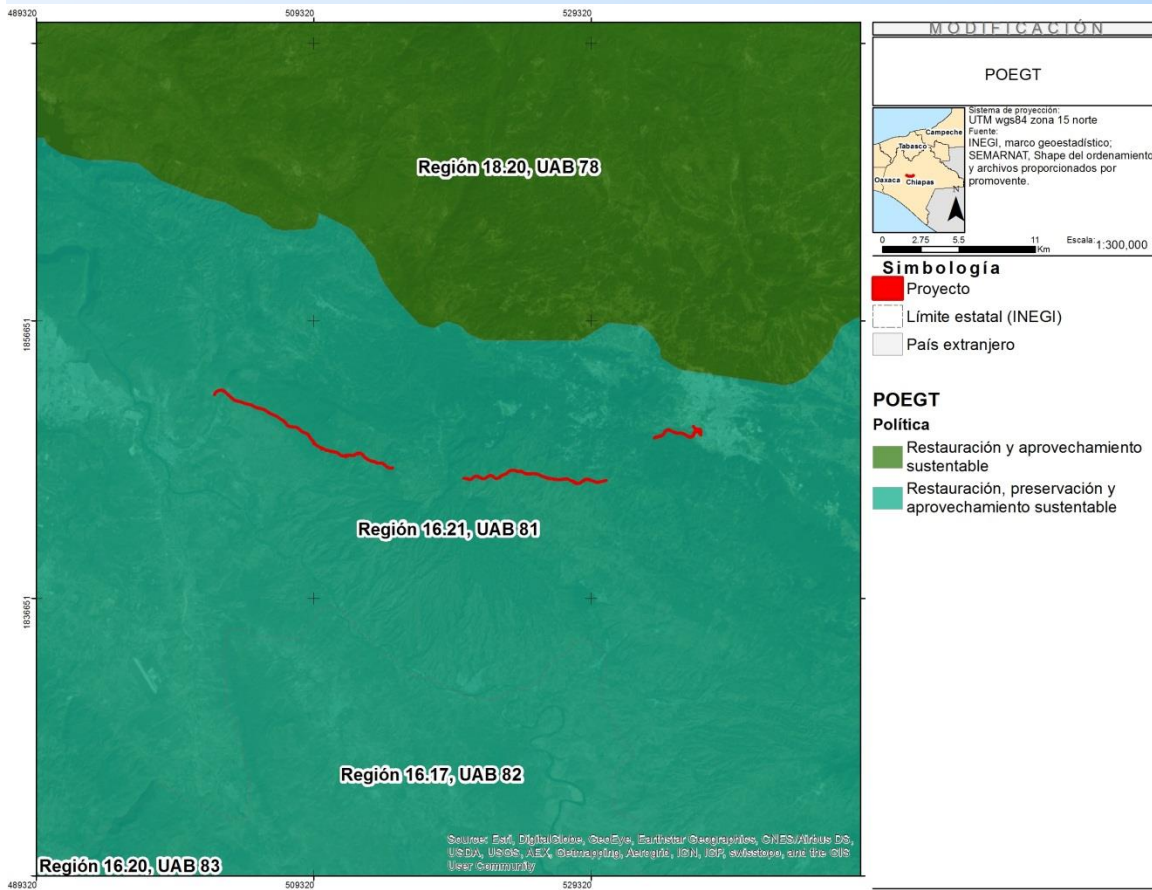 489320
509320
529320
1856651
1836651
Región 18.20, UAB 78
Región 16.21, UAB 81
Región 16.17, UAB 82
Región 16.20, UAB 83
Source: Esri, DigitalGlobe, GeoEye, Earthstar Geographics, CNES/Airbus DS,
USDA, USGS, AEX, Getmapping, Aerogrid, IGN, IGP, swisstopo, and the GIS
User Community
489320
509320
529320
MODIFICACIÓN
POEGT
Campeche
Tabasco
Oaxaca
Chiapas
N
Sistema de proyección:
UTM wgs84 zona 15 norte
Fuente:
INEGI, marco geoestadístico;
SEMARNAT, Shape del ordenamiento
y archivos proporcionados por
promovente.
0 2.75 5.5 11
Km
Escala: 1:300,000
Simbología
Proyecto
Límite estatal (INEGI)
País extranjero
POEGT
Política
Restauración y aprovechamiento
sustentable
Restauración, preservación y
aprovechamiento sustentable